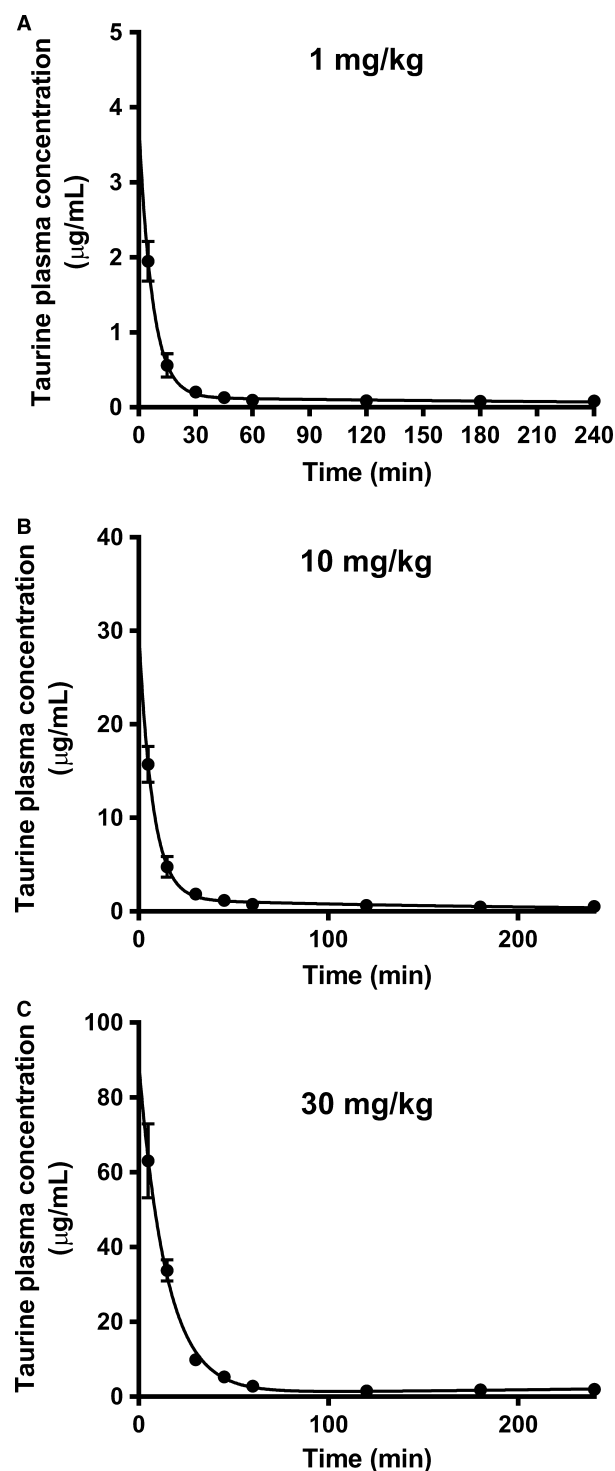 A
5
1 mg/kg
4
3
2
1
0
Taurine plasma concentration
(μg/mL)
0 30 60 90 120 150 180 210 240
Time (min)
B
40
10 mg/kg
30
20
10
0
Taurine plasma concentration
(μg/mL)
0 100 200
Time (min)
C
100
30 mg/kg
80
60
40
20
0
Taurine plasma concentration
(μg/mL)
0 100 200
Time (min)